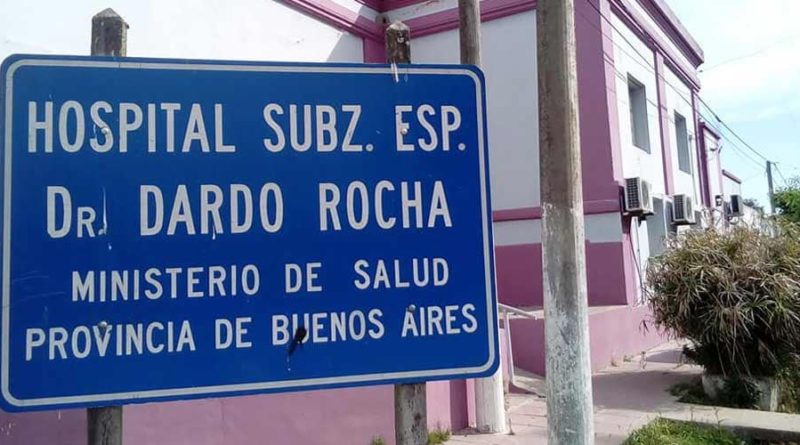 HOSPITAL SUBZ. ESP.
Dr. DARDO ROCHA
MINISTERIO DE SALUD
PROVINCIA DE BUENOS AIRES